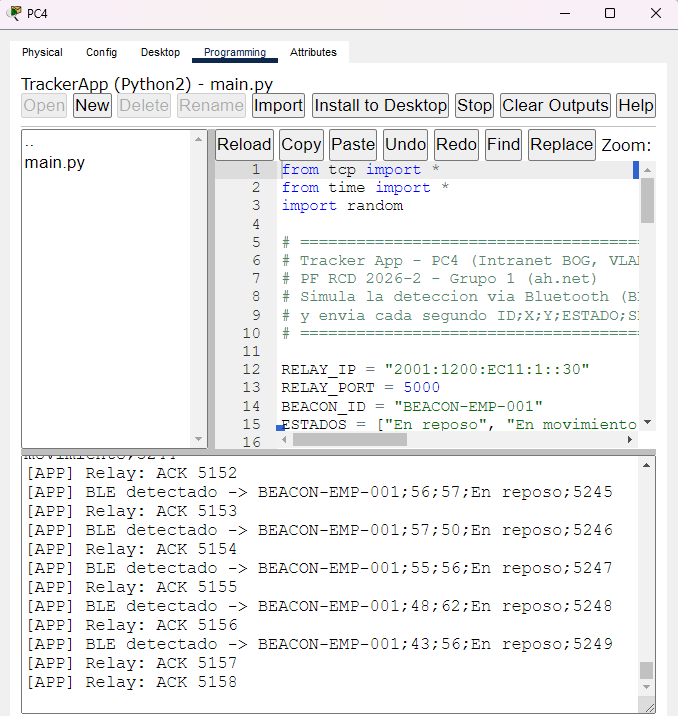 PC4
Physical Config Desktop Programming Attributes
TrackerApp (Python2) - main.py
Open New Delete Rename Import Install to Desktop Stop Clear Outputs Help
..
main.py
Reload Copy Paste Undo Redo Find Replace Zoom:
1 from tcp import *
2 from time import *
3 import random
4
5 # =====================================
6 # Tracker App - PC4 (Intranet BOG,
7 # PF RCD 2026-2 - Grupo 1 (ah.net)
8 # Simula la deteccion via Bluetooth
9 # y envia cada segundo ID;X;Y;ESTADO;
10 # =====================================
11
12 RELAY_IP = "2001:1200:EC11:1::30"
13 RELAY_PORT = 5000
14 BEACON_ID = "BEACON-EMP-001"
15 ESTADOS = ["En reposo", "En movimiento
16
[APP] Relay: ACK 5152
[APP] BLE detectado -> BEACON-EMP-001;56;57;En reposo;5245
[APP] Relay: ACK 5153
[APP] BLE detectado -> BEACON-EMP-001;57;50;En reposo;5246
[APP] Relay: ACK 5154
[APP] BLE detectado -> BEACON-EMP-001;55;56;En reposo;5247
[APP] Relay: ACK 5155
[APP] BLE detectado -> BEACON-EMP-001;48;62;En reposo;5248
[APP] Relay: ACK 5156
[APP] BLE detectado -> BEACON-EMP-001;43;56;En reposo;5249
[APP] Relay: ACK 5157
[APP] Relay: ACK 5158